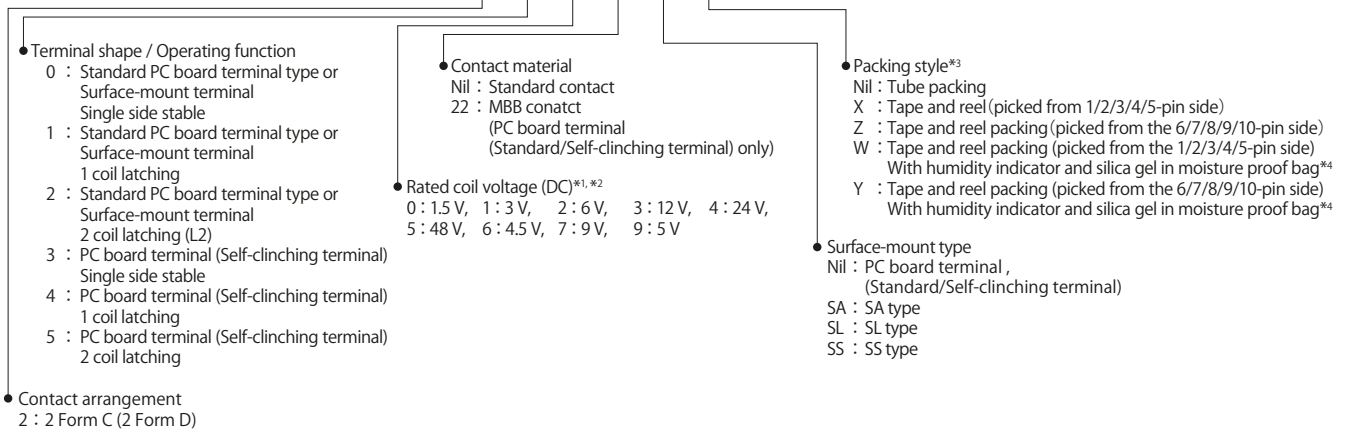 Terminal shape / Operating function
0 : Standard PC board terminal type or
Surface-mount terminal
Single side stable
1 : Standard PC board terminal type or
Surface-mount terminal
1 coil latching
2 : Standard PC board terminal type or
Surface-mount terminal
2 coil latching (L2)
3 : PC board terminal (Self-clinching terminal)
Single side stable
4 : PC board terminal (Self-clinching terminal)
1 coil latching
5 : PC board terminal (Self-clinching terminal)
2 coil latching
Contact arrangement
2 : 2 Form C (2 Form D)
Contact material
Nil : Standard contact
22 : MBB conatct
(PC board terminal
(Standard/Self-clinching terminal) only)
Rated coil voltage (DC)*1, *2
0 : 1.5 V, 1 : 3 V, 2 : 6 V, 3 : 12 V, 4 : 24 V,
5 : 48 V, 6 : 4.5 V, 7 : 9 V, 9 : 5 V
Packing style*3
Nil : Tube packing
X : Tape and reel (picked from 1/2/3/4/5-pin side)
Z : Tape and reel packing (picked from the 6/7/8/9/10-pin side)
W : Tape and reel packing (picked from the 1/2/3/4/5-pin side)
With humidity indicator and silica gel in moisture proof bag*4
Y : Tape and reel packing (picked from the 6/7/8/9/10-pin side)
With humidity indicator and silica gel in moisture proof bag*4
Surface-mount type
Nil : PC board terminal ,
(Standard/Self-clinching terminal)
SA : SA type
SL : SL type
SS : SS type